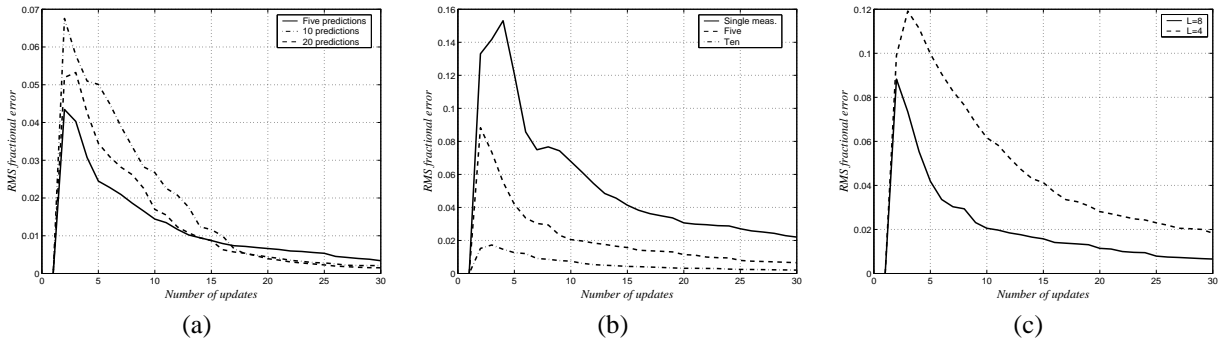 0.07
0.06
0.05
0.04
0.03
0.02
0.01
0
RMS fractional error
0 5 10 15 20 25 30
Number of updates
Five predictions
10 predictions
20 predictions
(a)
0.16
0.14
0.12
0.1
0.08
0.06
0.04
0.02
0
RMS fractional error
0 5 10 15 20 25 30
Number of updates
Single meas.
Five
Ten
(b)
0.12
0.1
0.08
0.06
0.04
0.02
0
RMS fractional error
0 5 10 15 20 25 30
Number of updates
L=8
L=4
(c)